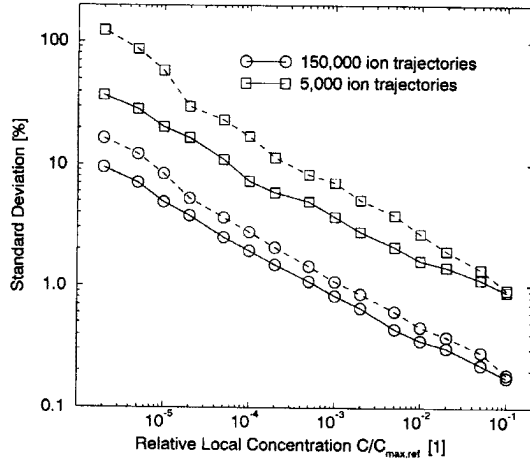 100
10
1.0
0.1
Standard Deviation [%]
150,000 ion trajectories
5,000 ion trajectories
10⁻⁵
10⁻⁴
10⁻³
10⁻²
10⁻¹
Relative Local Concentration C/Cmax,ref [1]